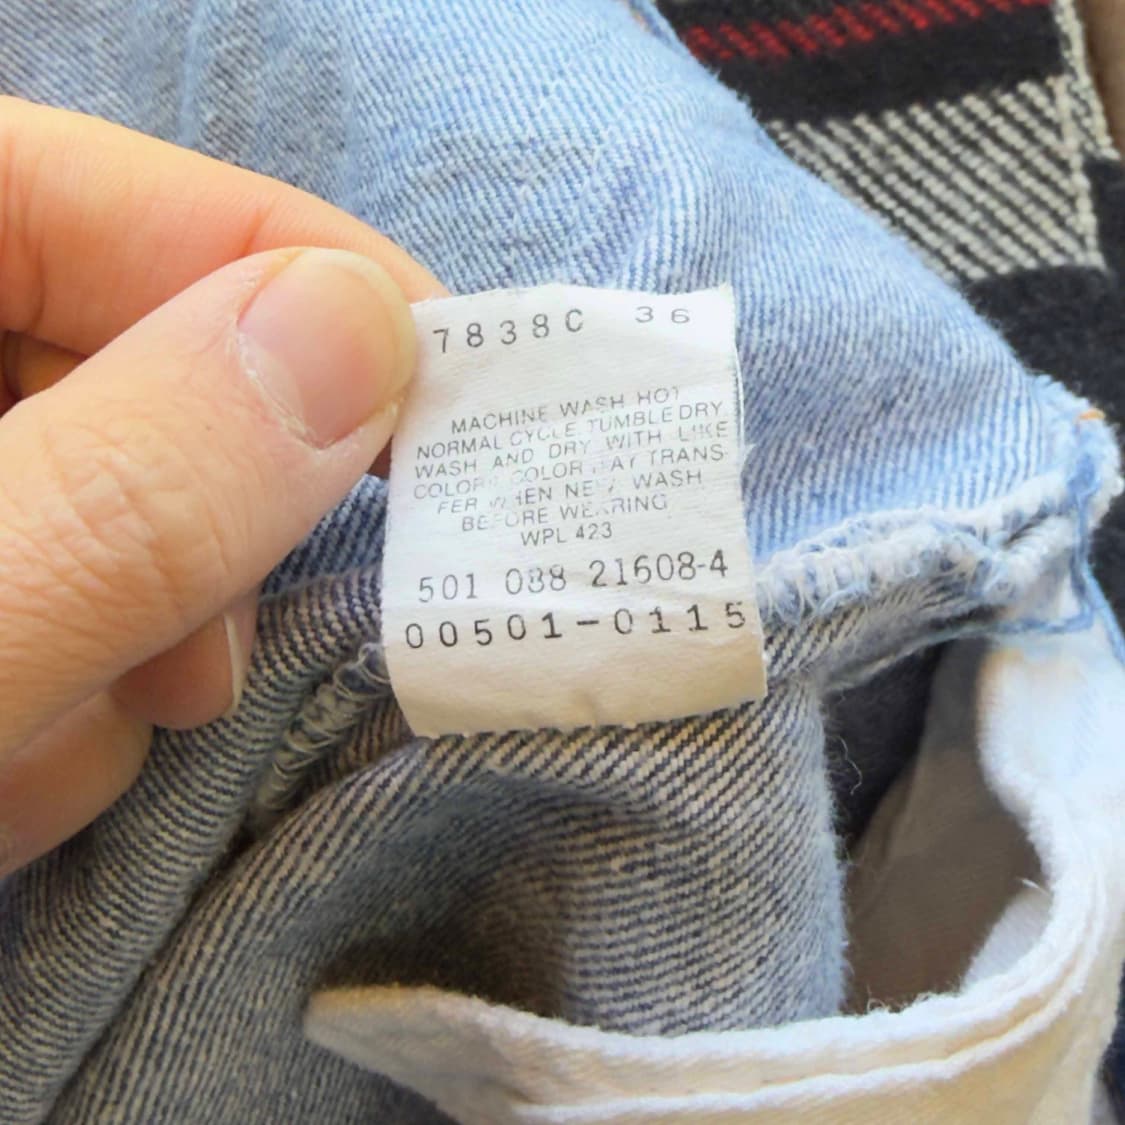 7838C 36
MACHINE WASH HOT
NORMAL CYCLE TUMBLE DRY
WASH AND DRY WITH LIKE
COLORS COLOR MAY TRANS-
FER WHEN NEW WASH
BEFORE WEARING
WPL 423
501 088 21608-4
00501-0115